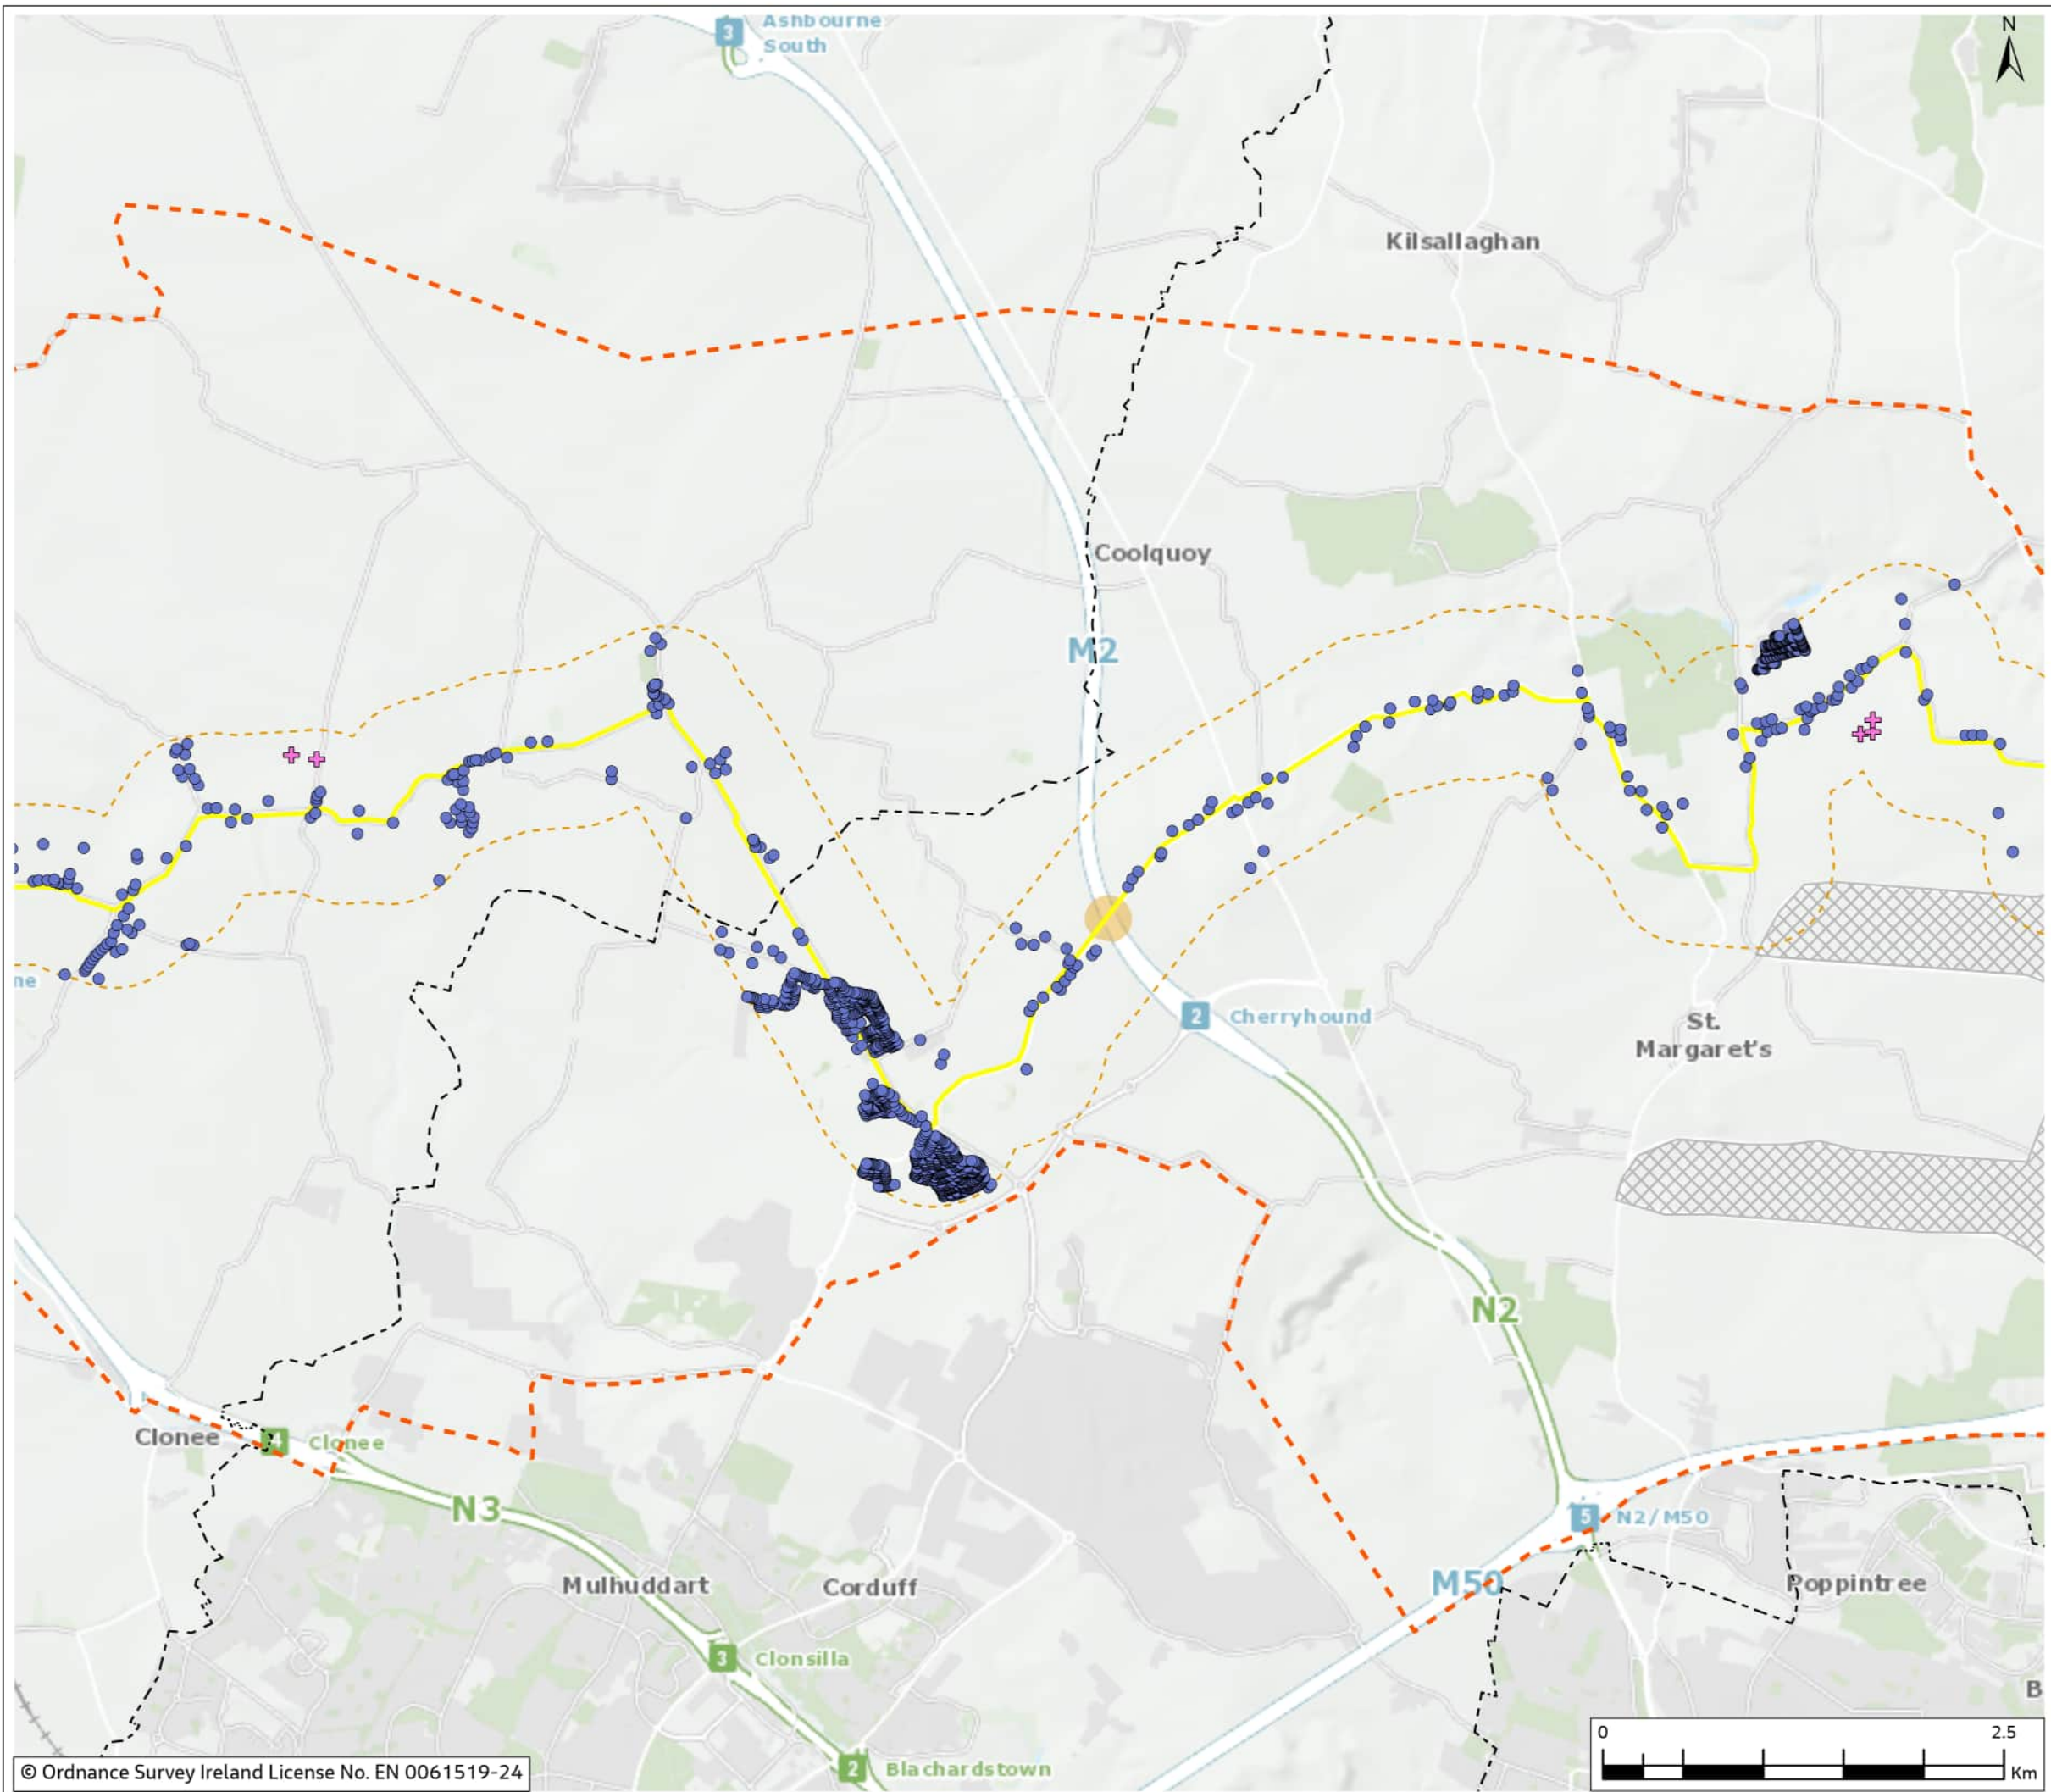 N
3
Ashbourne
South
Kilsallaghan
Coolquoy
M2
ne
2
Cherryhound
St.
Margaret's
N2
Clonee
4
Clonee
N3
5
N2/M50
M50
Mulhuddart
Corduff
Poppintree
3
Clonsilla
B
2
Blachardstown
0
2.5
Km
© Ordnance Survey Ireland License No. EN 0061519-24